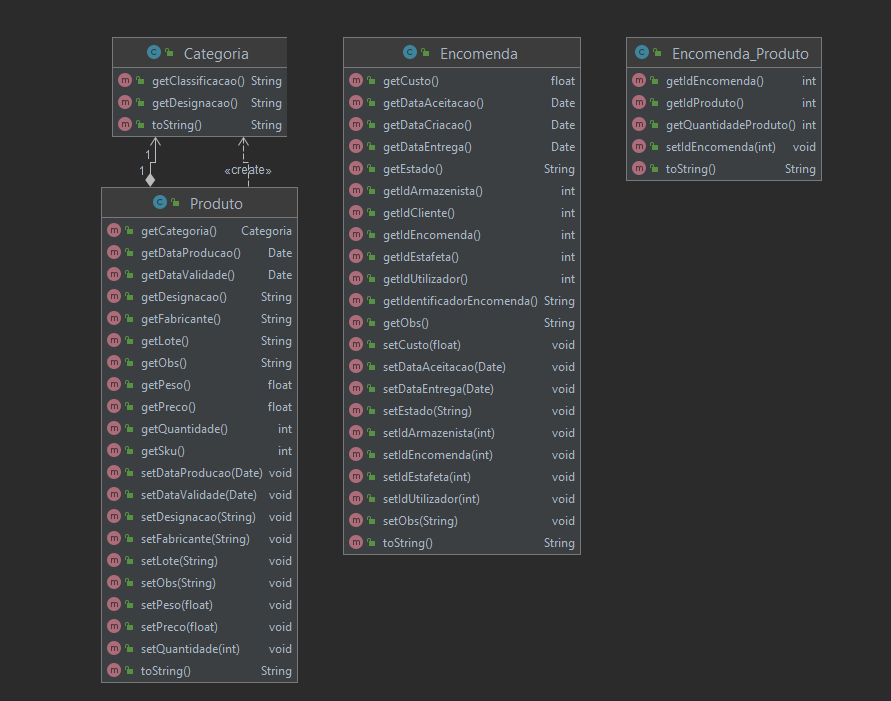 Categoria
getClassificacao() String
getDesignacao() String
toString() String
1
1
«create»
Produto
getCategoria() Categoria
getDataProducao() Date
getDataValidade() Date
getDesignacao() String
getFabricante() String
getLote() String
getObs() String
getPeso() float
getPreco() float
getQuantidade() int
getSku() int
setDataProducao(Date) void
setDataValidade(Date) void
setDesignacao(String) void
setFabricante(String) void
setLote(String) void
setObs(String) void
setPeso(float) void
setPreco(float) void
setQuantidade(int) void
toString() String
Encomenda
getCusto() float
getDataAceitacao() Date
getDataCriacao() Date
getDataEntrega() Date
getEstado() String
getIdArmazenista() int
getIdCliente() int
getIdEncomenda() int
getIdEstafeta() int
getIdUtilizador() int
getIdentificadorEncomenda() String
getObs() String
setCusto(float) void
setDataAceitacao(Date) void
setDataEntrega(Date) void
setEstado(String) void
setIdArmazenista(int) void
setIdEncomenda(int) void
setIdEstafeta(int) void
setIdUtilizador(int) void
setObs(String) void
toString() String
Encomenda_Produto
getIdEncomenda() int
getIdProduto() int
getQuantidadeProduto() int
setIdEncomenda(int) void
toString() String